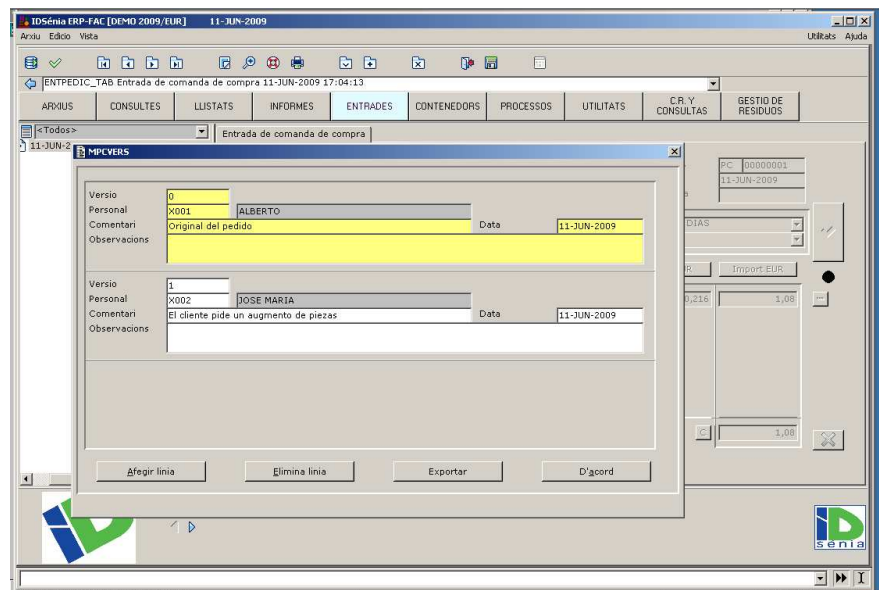 IDSénia ERP-FAC [DEMO 2009/EUR] 11-JUN-2009
Arxiu Edicio Vista Utilitats Ajuda
ENTPEDIC_TAB Entrada de comanda de compra 11-JUN-2009 17:04:13
ARXIUS CONSULTES LLISTATS INFORMES ENTRADES CONTENEDORS PROCESSOS UTILITATS C.R. Y CONSULTAS GESTIO DE RESIDUOS
<Todos> Entrada de comanda de compra
11-JUN-2
MPCVERS
PC 00000001
11-JUN-2009
Versio 0
Personal X001 ALBERTO
Comentari Original del pedido Data 11-JUN-2009
Observacions
DIAS
Import EUR
Versio 1
Personal X002 JOSE MARIA
0,216 1,08
Comentari El cliente pide un augmento de piezas Data 11-JUN-2009
Observacions
C 1,08
Afegir linia Elimina linia Exportar D'acord
iD
sénia